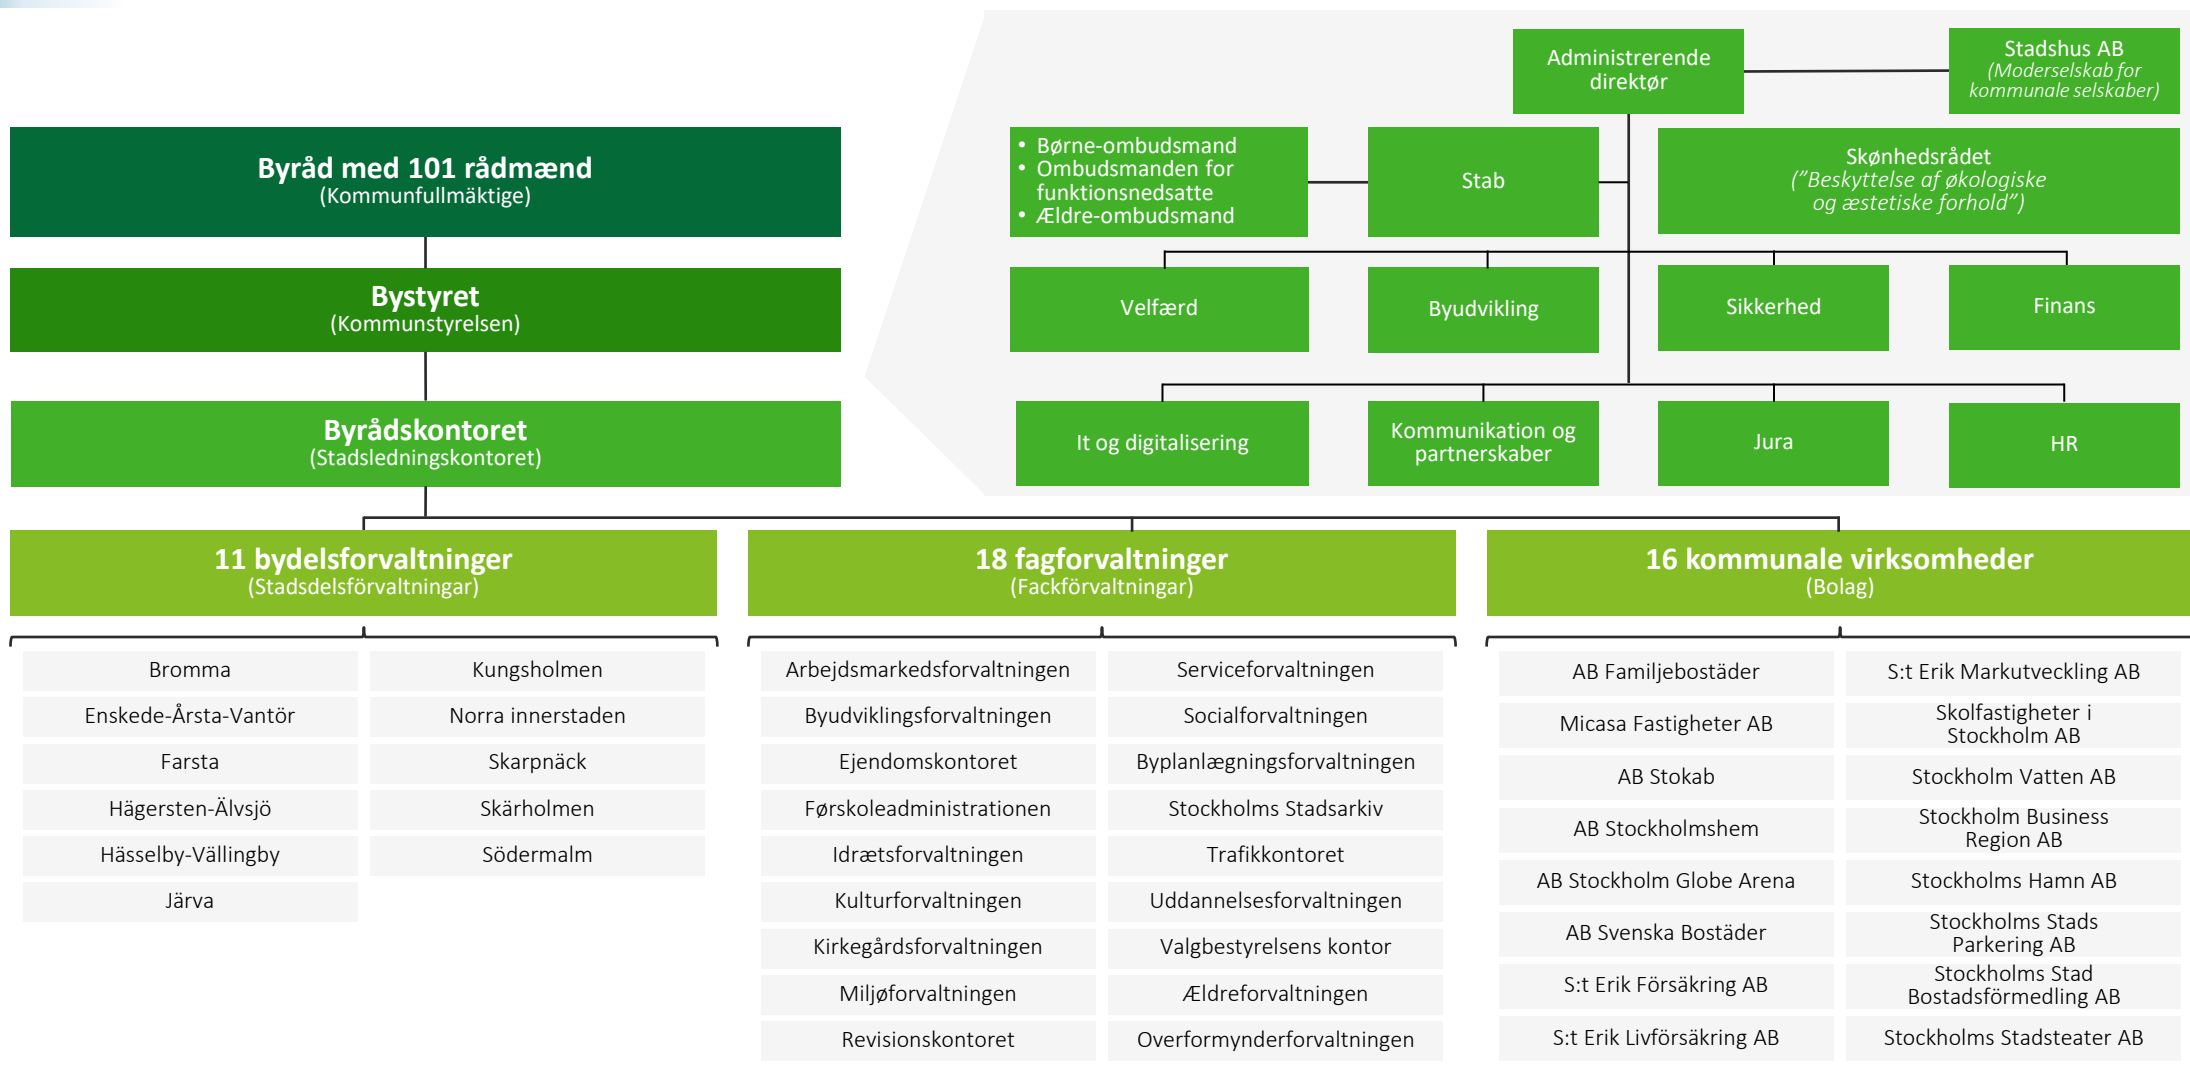 Byråd med 101 rådmænd
(Kommunfullmäktige)
Bystyret
(Kommunstyrelsen)
Byrådskontoret
(Stadsledningskontoret)
Administrerende
direktør
Stadshus AB
(Moderselskab for
kommunale selskaber)
• Børne-ombudsmand
• Ombudsmanden for
funktionsnedsatte
• Ældre-ombudsmand
Stab
Skønhedsrådet
("Beskyttelse af økologiske
og æstetiske forhold")
Velfærd
Byudvikling
Sikkerhed
Finans
It og digitalisering
Kommunikation og
partnerskaber
Jura
HR
11 bydelsforvaltninger
(Stadsdelsförvaltningar)
Bromma
Enskede-Årsta-Vantör
Farsta
Hägersten-Älvsjö
Hässelby-Vällingby
Järva
Kungsholmen
Norra innerstaden
Skarpnäck
Skärholmen
Södermalm
18 fagforvaltninger
(Fackförvaltningar)
Arbejdsmarkedsforvaltningen
Byudviklingsforvaltningen
Ejendomskontoret
Førskoleadministrationen
Idrætsforvaltningen
Kulturforvaltningen
Kirkegårdsforvaltningen
Miljøforvaltningen
Revisionskontoret
Serviceforvaltningen
Socialforvaltningen
Byplanlægningsforvaltningen
Stockholms Stadsarkiv
Trafikkontoret
Uddannelsesforvaltningen
Valgbestyrelsens kontor
Ældreforvaltningen
Overformynderforvaltningen
16 kommunale virksomheder
(Bolag)
AB Familjebostäder
Micasa Fastigheter AB
AB Stokab
AB Stockholmshem
AB Stockholm Globe Arena
AB Svenska Bostäder
S:t Erik Försäkring AB
S:t Erik Livförsäkring AB
S:t Erik Markutveckling AB
Skolfastigheter i
Stockholm AB
Stockholm Vatten AB
Stockholm Business
Region AB
Stockholms Hamn AB
Stockholms Stads
Parkering AB
Stockholms Stad
Bostadsförmedling AB
Stockholms Stadsteater AB